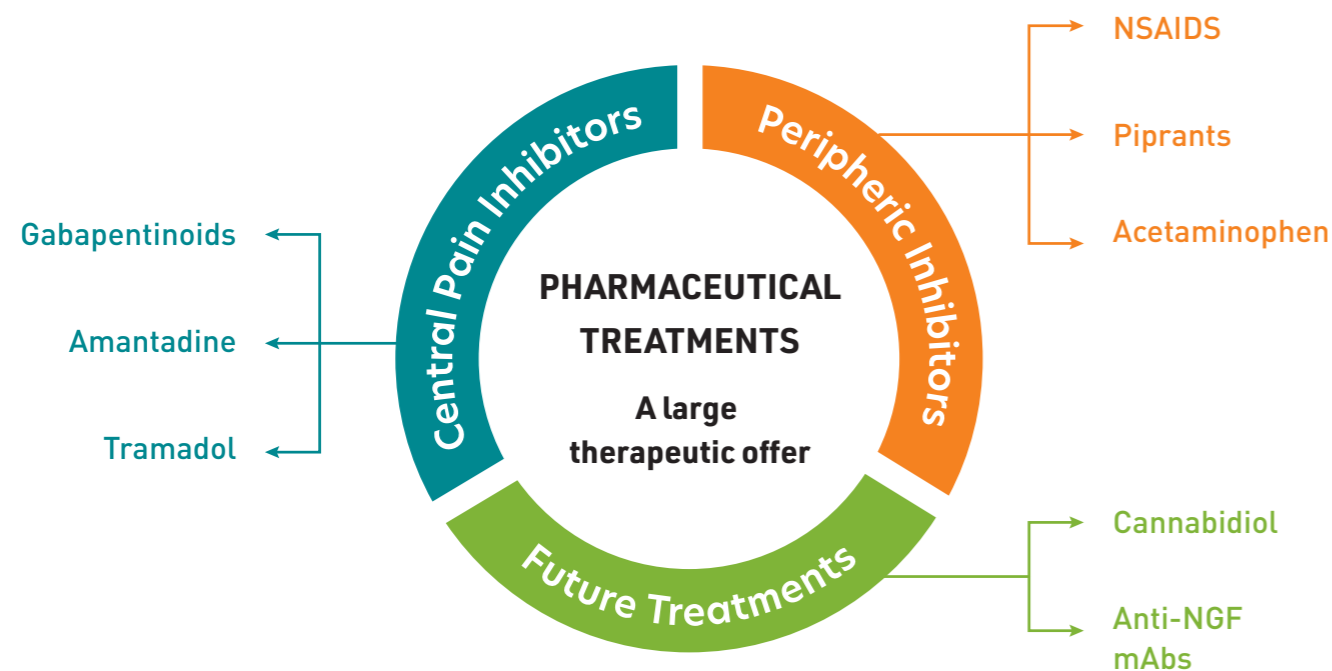 Central Pain Inhibitors
Gabapentinoids
Amantadine
Tramadol
PHARMACEUTICAL
TREATMENTS
A large
therapeutic offer
Peripheric Inhibitors
NSAIDS
Piprants
Acetaminophen
Future Treatments
Cannabidiol
Anti-NGF
mAbs